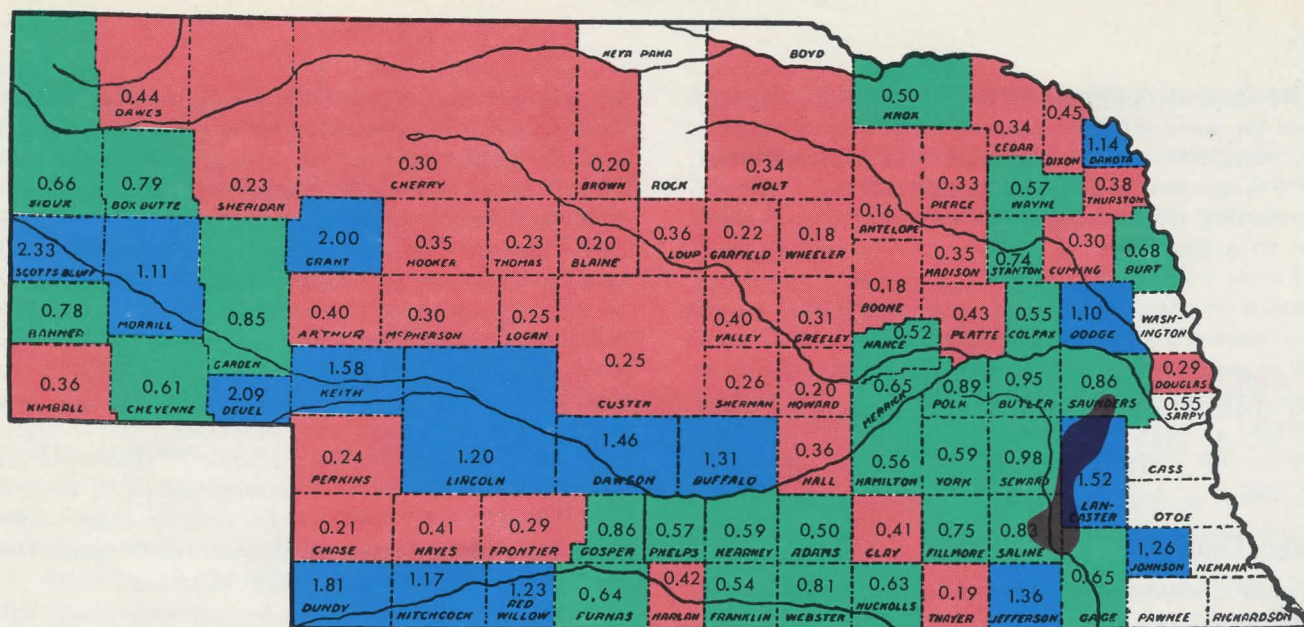 KEYA PAHA
BOYD
0.44
DAWES
0.50
KNOX
0.34
CEDAR
0.45
DIXON
1.14
DAKOTA
0.66
SIOUX
0.79
BOX BUTTE
0.23
SHERIDAN
0.30
CHERRY
0.20
BROWN
ROCK
0.34
HOLT
0.16
ANTELOPE
0.33
PIERCE
0.57
WAYNE
0.38
THURSTON
2.33
SCOTTS BLUFF
1.11
MORRILL
0.85
GARDEN
2.00
GRANT
0.35
HOOKER
0.23
THOMAS
0.20
BLAINE
0.36
LOUP
0.22
GARFIELD
0.18
WHEELER
0.18
BOONE
0.35
MADISON
0.74
STANTON
0.30
CUMING
0.68
BURT
0.78
BANNER
0.40
ARTHUR
0.30
MCPHERSON
0.25
LOGAN
0.25
CUSTER
0.40
VALLEY
0.31
GREELEY
0.52
NANCE
0.43
PLATTE
0.55
COLFAX
1.10
DODGE
WASH-
INGTON
0.36
KIMBALL
0.61
CHEYENNE
2.09
DEUEL
1.58
KEITH
0.26
SHERMAN
0.20
HOWARD
0.65
MERRICK
0.89
POLK
0.95
BUTLER
0.86
SAUNDERS
0.29
DOUGLAS
0.55
SARPY
0.24
PERKINS
1.20
LINCOLN
1.46
DAWSON
1.31
BUFFALO
0.36
HALL
0.56
HAMILTON
0.59
YORK
0.98
SEWARD
1.52
LAN-
CASTER
CASS
OTOE
0.21
CHASE
0.41
HAYES
0.29
FRONTIER
0.86
GOSPER
0.57
PHELPS
0.59
KEARNEY
0.50
ADAMS
0.41
CLAY
0.75
FILLMORE
0.83
SALINE
1.26
JOHNSON
NEMAHA
1.81
DUNDY
1.17
HITCHCOCK
1.23
RED
WILLOW
0.64
FURNAS
0.42
HARLAN
0.54
FRANKLIN
0.81
WEBSTER
0.63
NUCKOLLS
0.19
THAYER
1.36
JEFFERSON
0.65
GAGE
PAWNEE
RICHARDSON